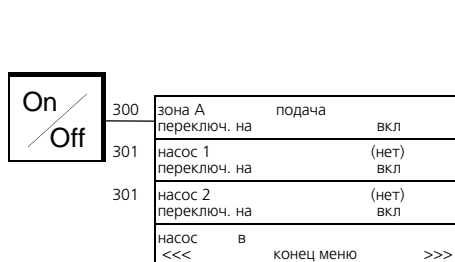 On
Off
300 зона А подача
переключ. на вкл
301 насос 1 (нет)
переключ. на вкл
301 насос 2 (нет)
переключ. на вкл
насос в
<<< конец меню >>>